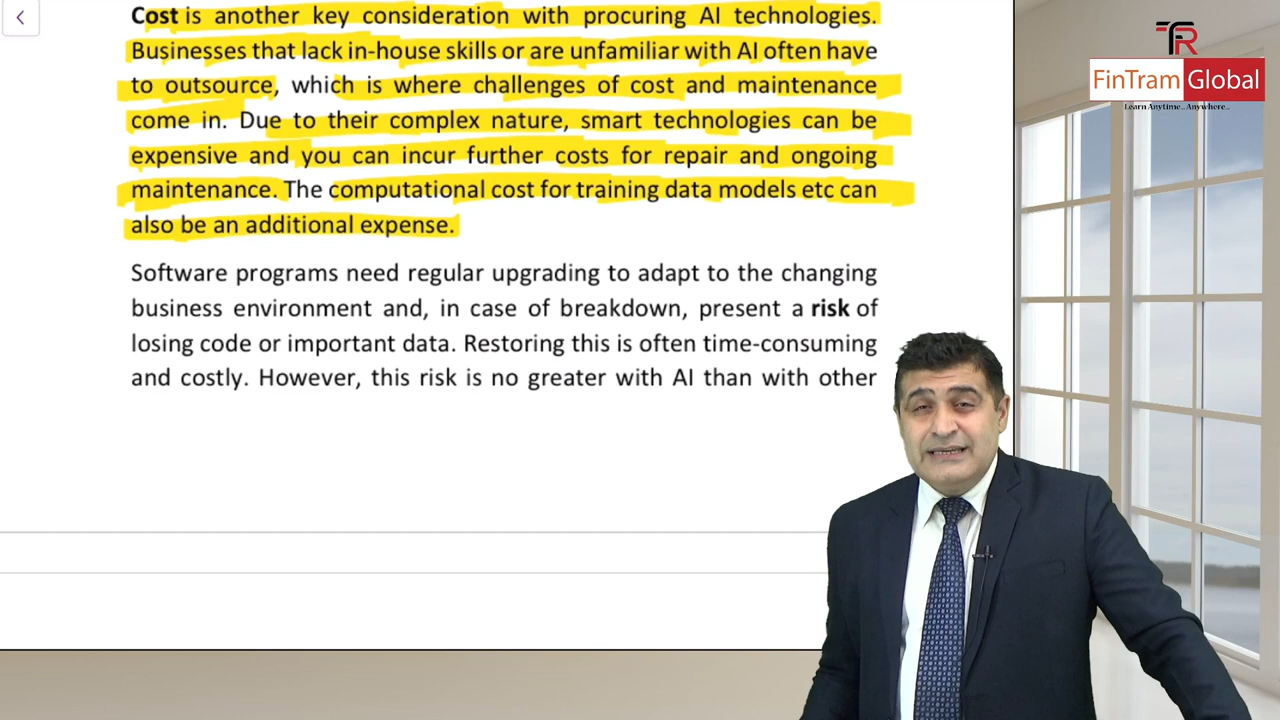 Cost is another key consideration with procuring AI technologies.
Businesses that lack in-house skills or are unfamiliar with AI often have
to outsource, which is where challenges of cost and maintenance
come in. Due to their complex nature, smart technologies can be
expensive and you can incur further costs for repair and ongoing
maintenance. The computational cost for training data models etc can
also be an additional expense.
Software programs need regular upgrading to adapt to the changing
business environment and, in case of breakdown, present a risk of
losing code or important data. Restoring this is often time-consuming
and costly. However, this risk is no greater with AI than with other
FinTram Global
Learn Anytime... Anywhere...